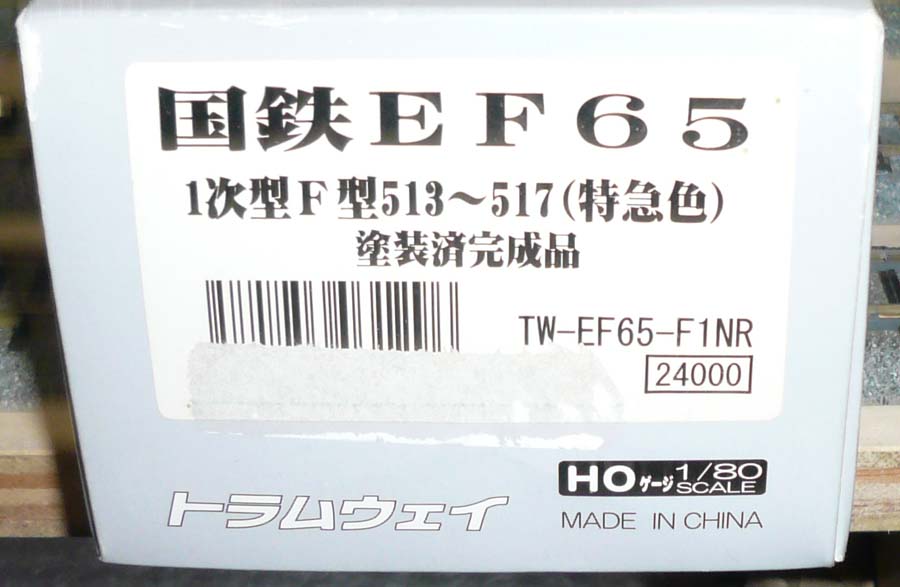 国鉄EF65
1次型F型513～517(特急色)
塗装済完成品
TW-EF65-F1NR
24000
HOゲージ 1/80 SCALE
トラムウェイ
MADE IN CHINA